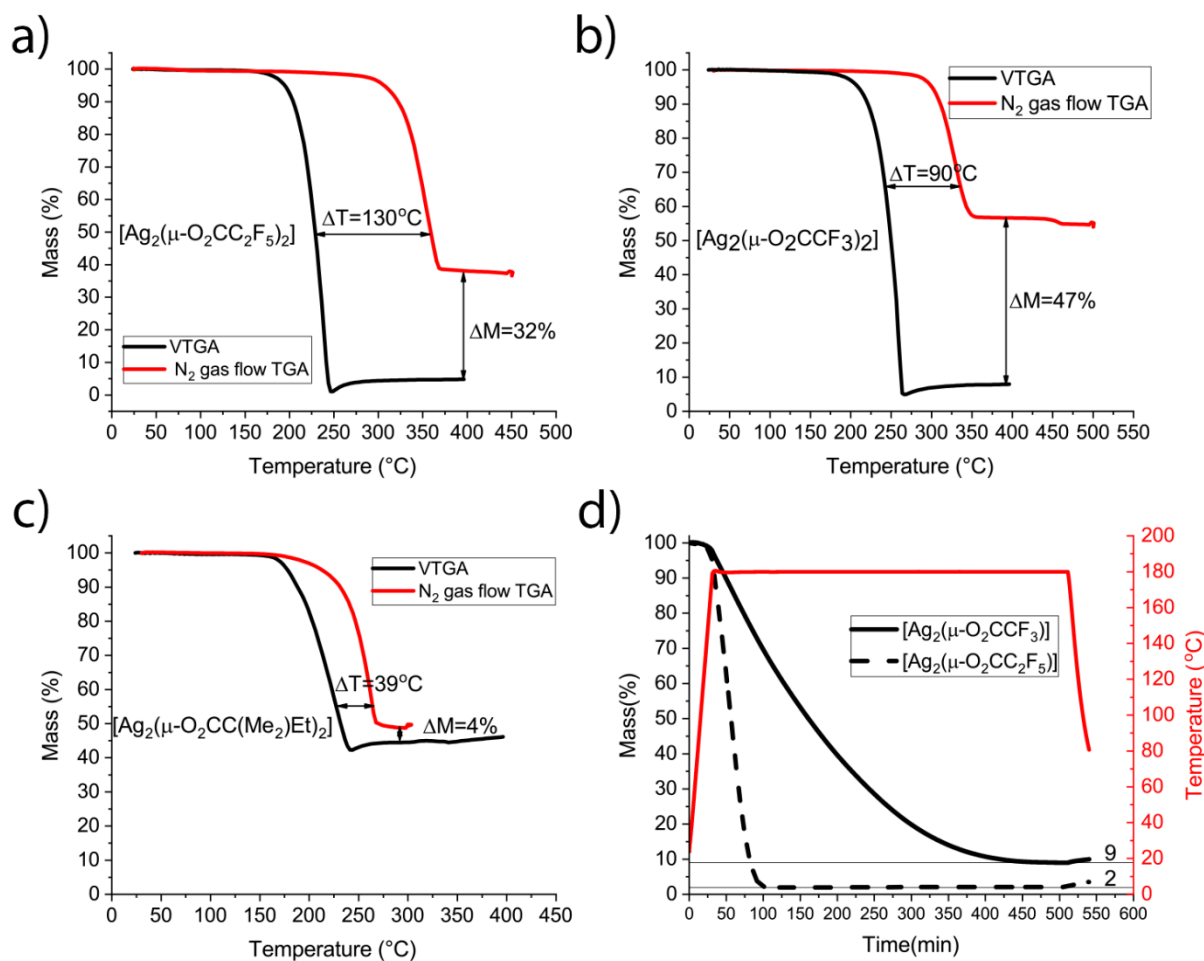 a)
100
90
80
70
60
50
40
30
20
10
0
Mass (%)
ΔT=130°C
[Ag₂(μ-O₂CC₂F₅)₂]
ΔM=32%
VTGA
N₂ gas flow TGA
0 50 100 150 200 250 300 350 400 450 500
Temperature (°C)
b)
100
90
80
70
60
50
40
30
20
10
0
Mass (%)
VTGA
N₂ gas flow TGA
ΔT=90°C
[Ag₂(μ-O₂CCF₃)₂]
ΔM=47%
0 50 100 150 200 250 300 350 400 450 500 550
Temperature (°C)
c)
100
90
80
70
60
50
40
30
20
10
0
Mass (%)
VTGA
N₂ gas flow TGA
ΔT=39°C
[Ag₂(μ-O₂CC(Me₂)Et)₂]
ΔM=4%
0 50 100 150 200 250 300 350 400 450
Temperature (°C)
d)
100
90
80
70
60
50
40
30
20
10
0
Mass(%)
[Ag₂(μ-O₂CCF₃)]
[Ag₂(μ-O₂CC₂F₅)]
9
2
200
180
160
140
120
100
80
60
40
20
0
Temperature (°C)
0 50 100 150 200 250 300 350 400 450 500 550 600
Time(min)